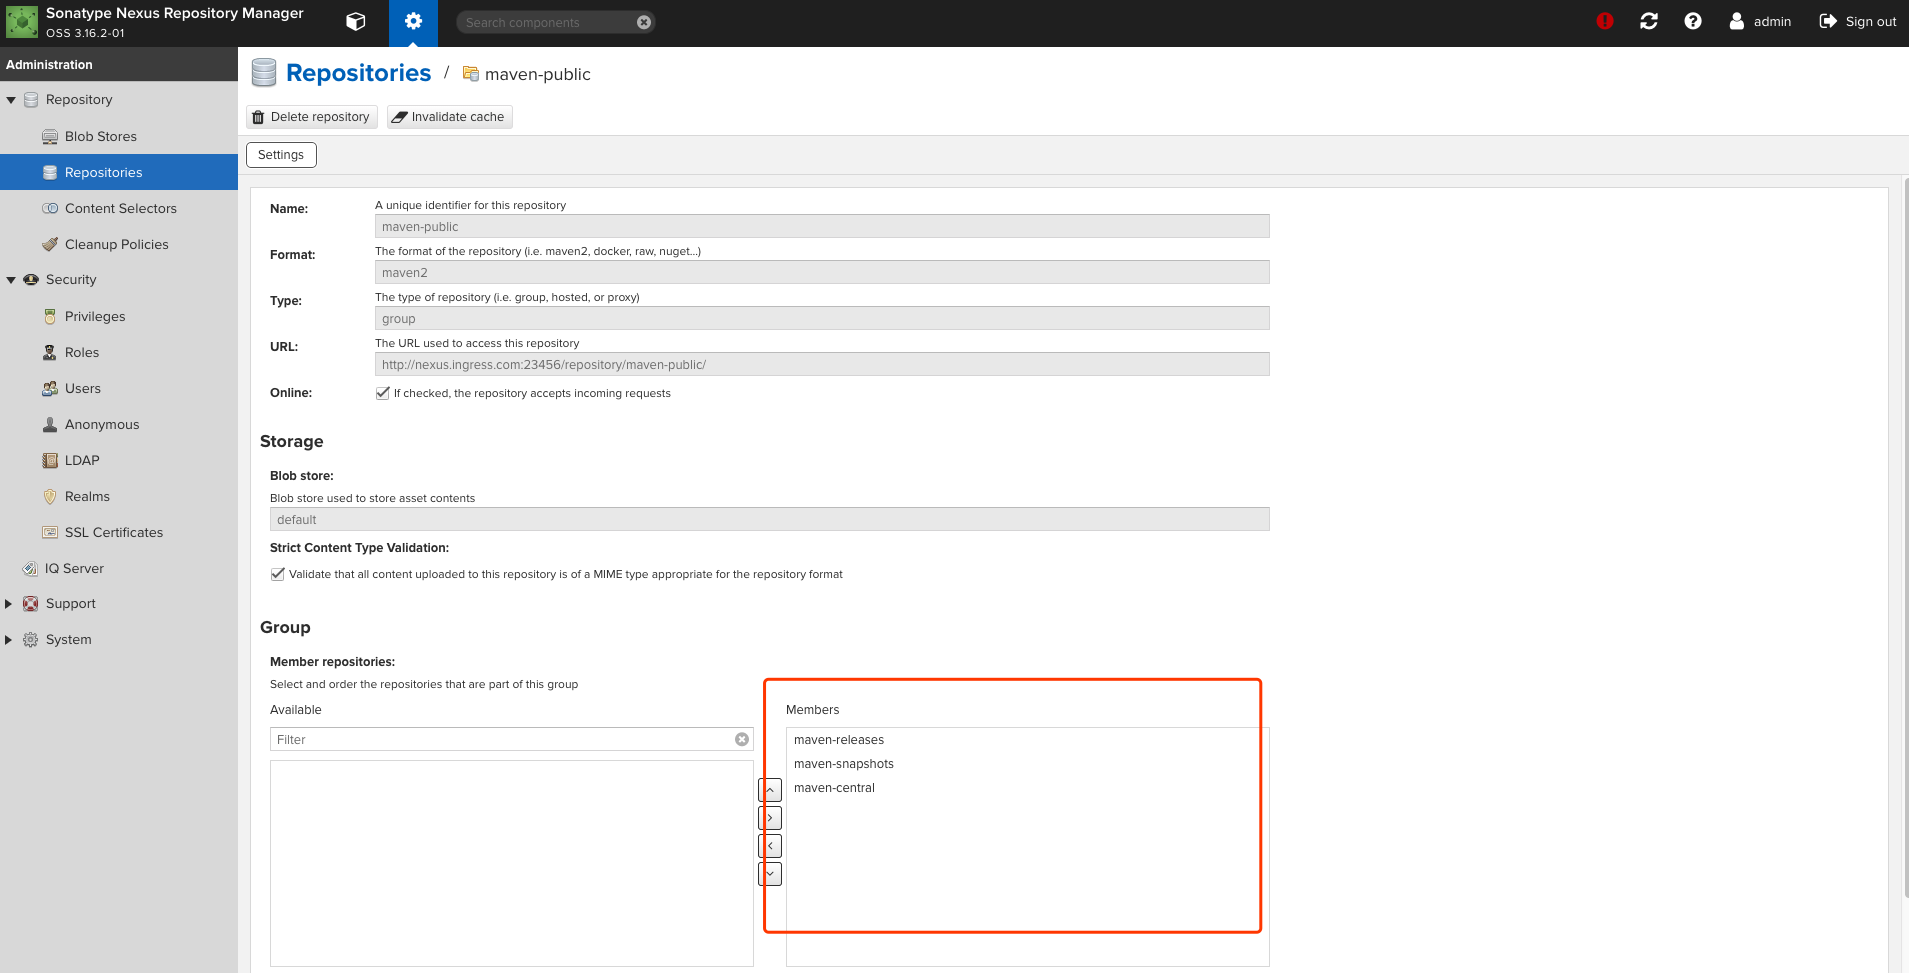 Sonatype Nexus Repository Manager
OSS 3.16.2-01
Search components
admin
Sign out
Administration
Repository
Blob Stores
Repositories
Content Selectors
Cleanup Policies
Security
Privileges
Roles
Users
Anonymous
LDAP
Realms
SSL Certificates
IQ Server
Support
System
Repositories / maven-public
Delete repository
Invalidate cache
Settings
Name:
A unique identifier for this repository
maven-public
Format:
The format of the repository (i.e. maven2, docker, raw, nuget...)
maven2
Type:
The type of repository (i.e. group, hosted, or proxy)
group
URL:
The URL used to access this repository
http://nexus.ingress.com:23456/repository/maven-public/
Online:
If checked, the repository accepts incoming requests
Storage
Blob store:
Blob store used to store asset contents
default
Strict Content Type Validation:
Validate that all content uploaded to this repository is of a MIME type appropriate for the repository format
Group
Member repositories:
Select and order the repositories that are part of this group
Available
Filter
Members
maven-releases
maven-snapshots
maven-central